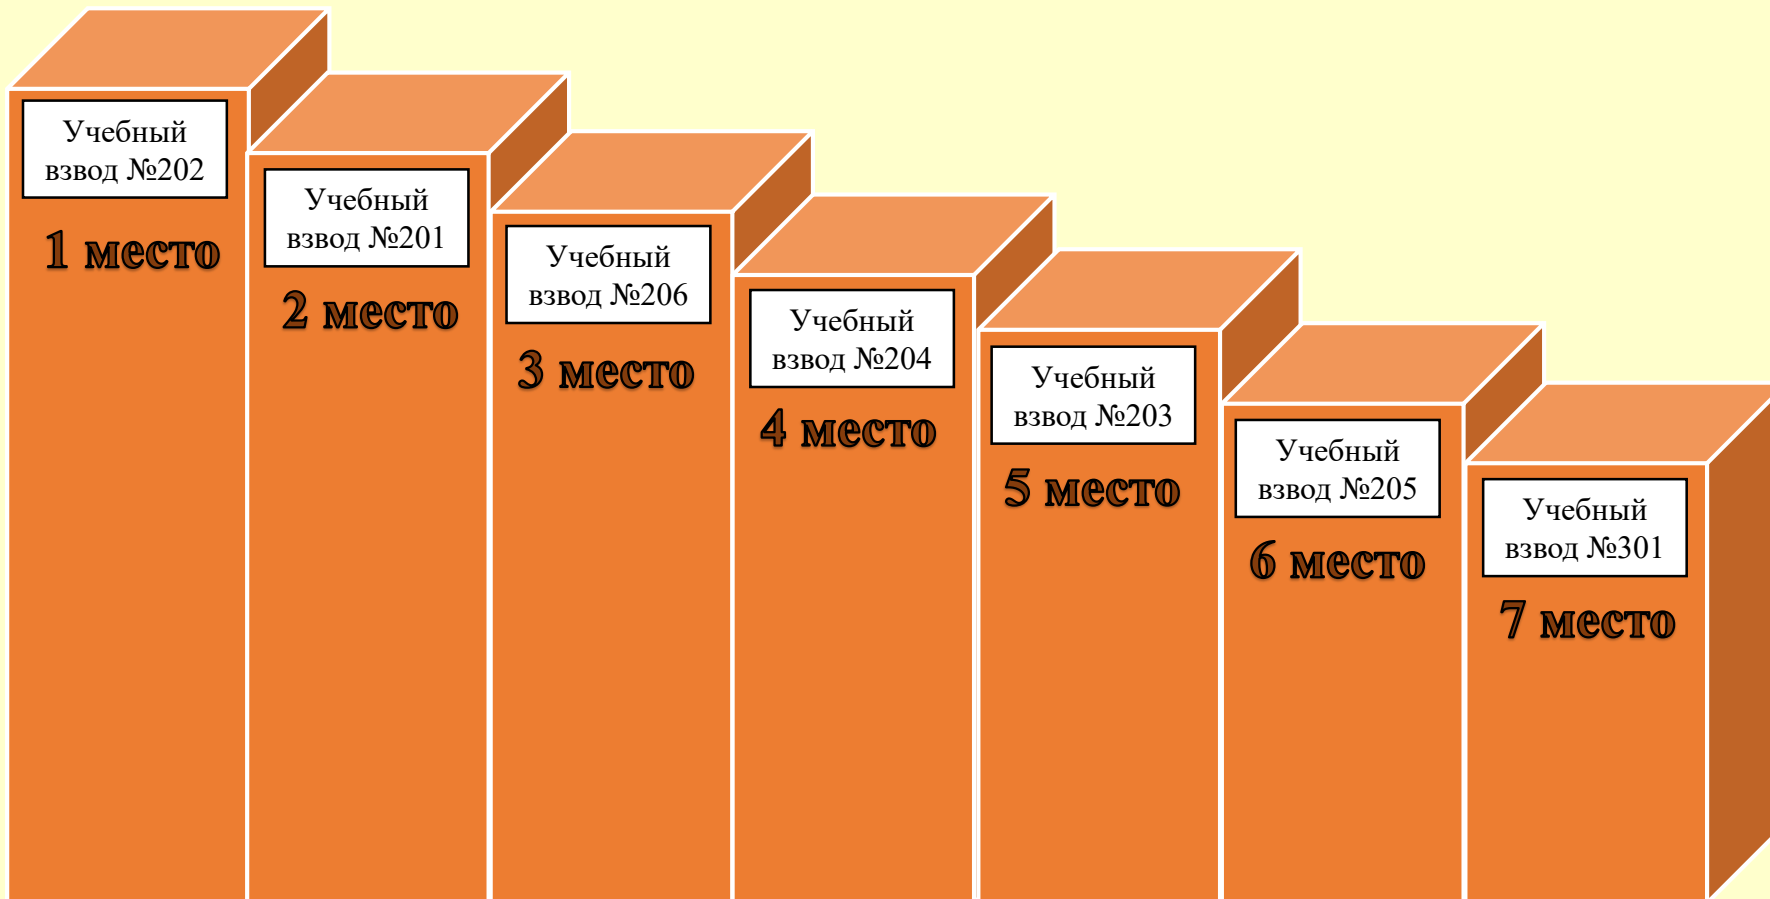 Учебный
взвод №202
1 место
Учебный
взвод №201
2 место
Учебный
взвод №206
3 место
Учебный
взвод №204
4 место
Учебный
взвод №203
5 место
Учебный
взвод №205
6 место
Учебный
взвод №301
7 место